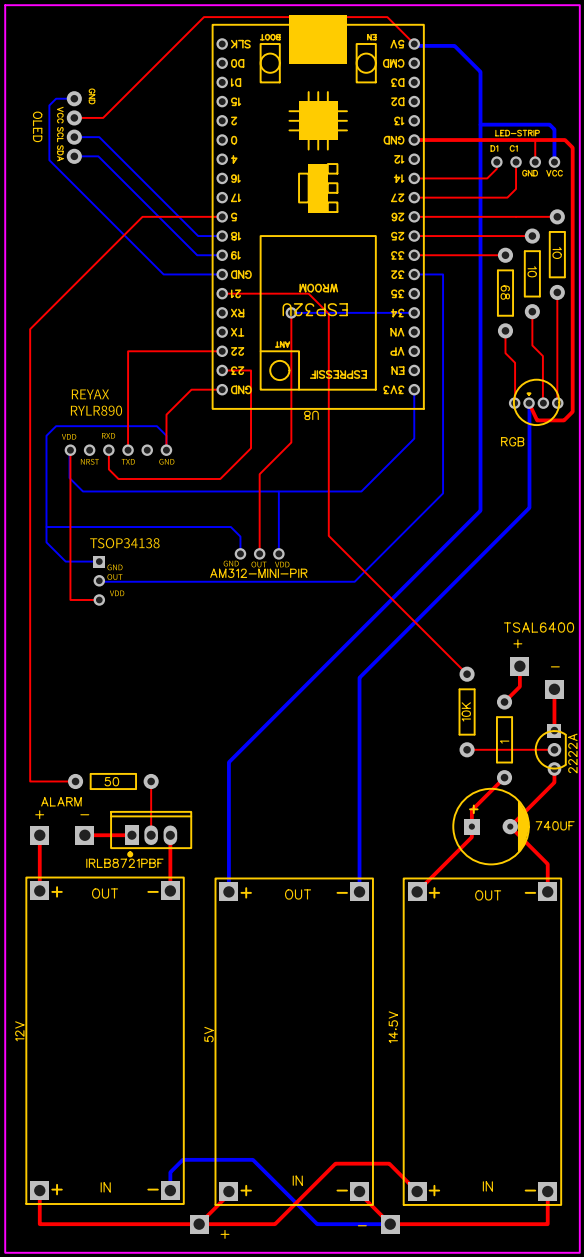 BOOT
EN
SLK
5V
D0
CMD
D1
D3
15
D2
2
13
0
GND
4
12
16
14
17
27
5
26
18
25
19
33
GND
32
21
35
RX
34
TX
VN
22
VP
23
EN
GND
3V3
WROOM
ESP32U
ANT
ESPRESSIF
U8
OLED
GND
VCC
SCL
SDA
LED-STRIP
D1
C1
GND
VCC
10
10
68
RGB
REYAX
RYLR890
VDD
RXD
NRST
TXD
GND
TSOP34138
GND
OUT
VDD
GND
OUT
VDD
AM312-MINI-PIR
TSAL6400
+
-
10K
1
2222A
+
740UF
50
ALARM
+
-
IRLB8721PBF
+ OUT -
+ OUT -
+ OUT -
12V
5V
14.5V
+ IN -
+ IN -
+ IN -
+
-